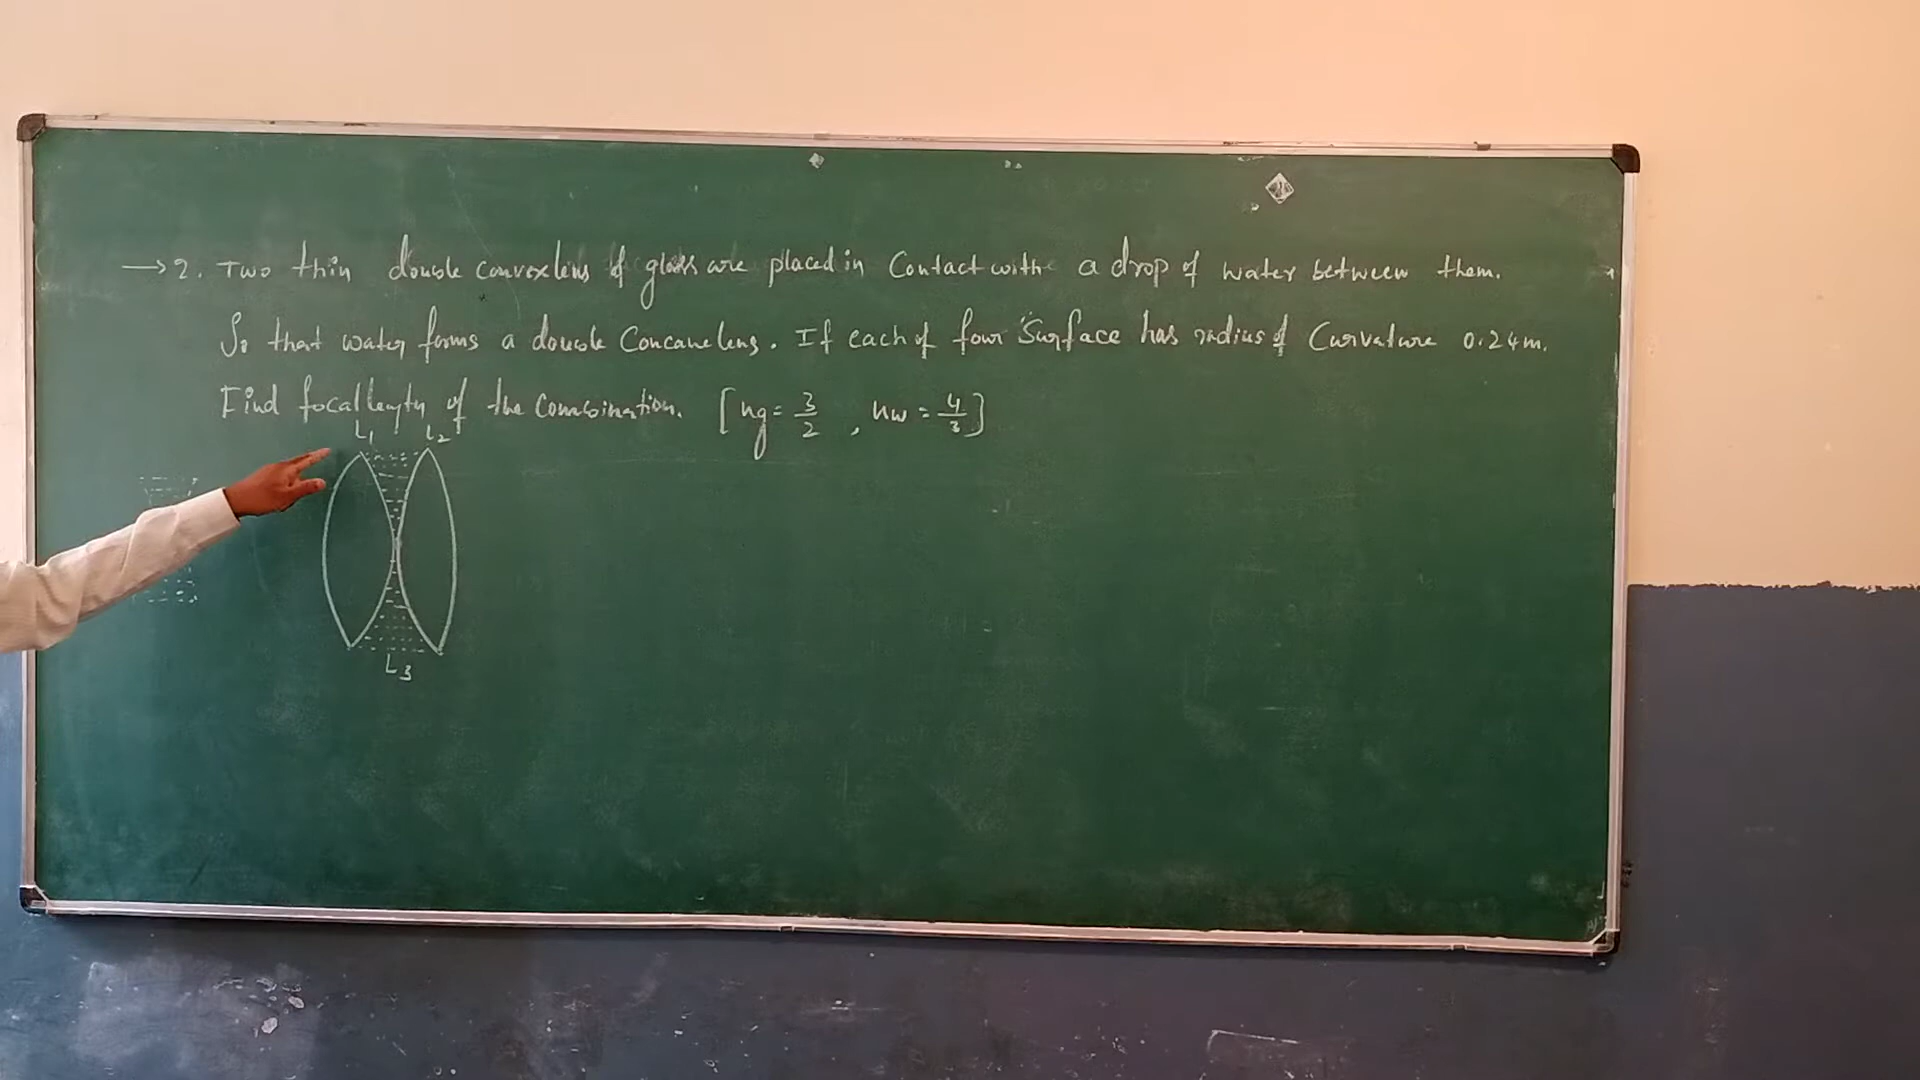 →2. Two thin double convex lens of glass are placed in Contact with a drop of water between them.
So that water forms a double Concave lens. If each of four Surface has radius of Curvature 0.24m.
Find focal length of the Combination. [ng = 3/2 , nw = 4/3]
L1 L2
L3